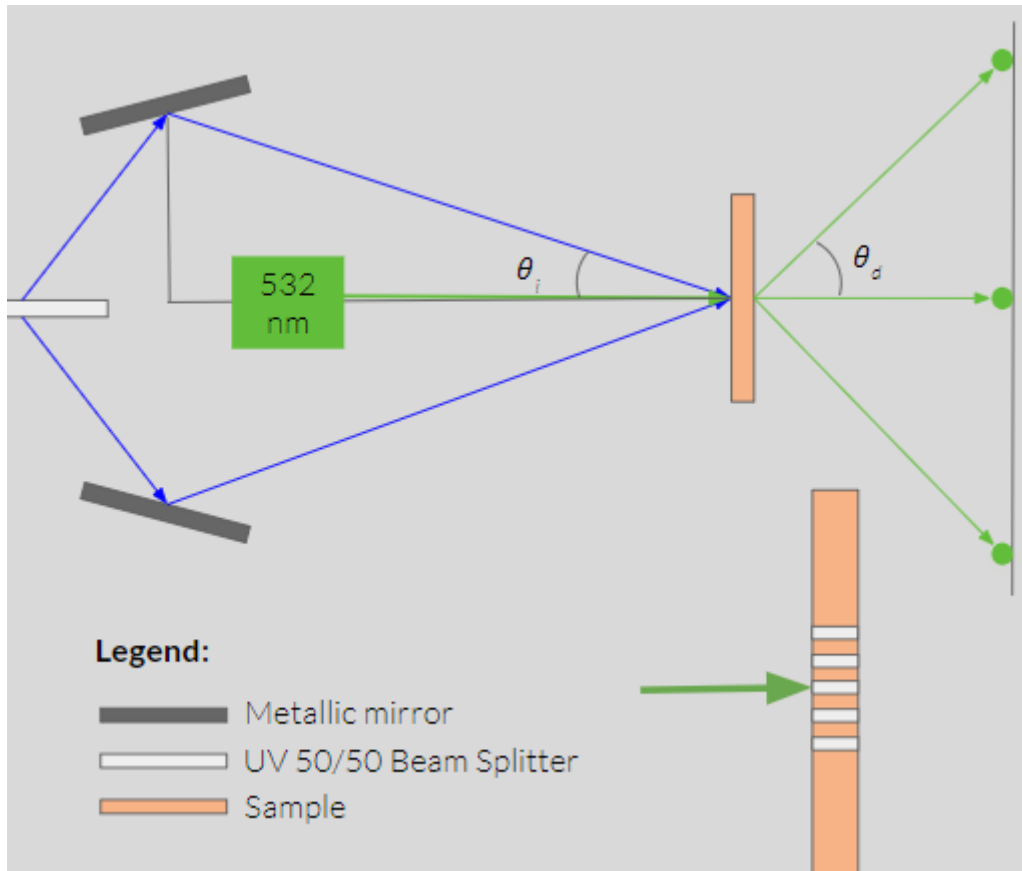 532
nm
θi
θd
Legend:
Metallic mirror
UV 50/50 Beam Splitter
Sample